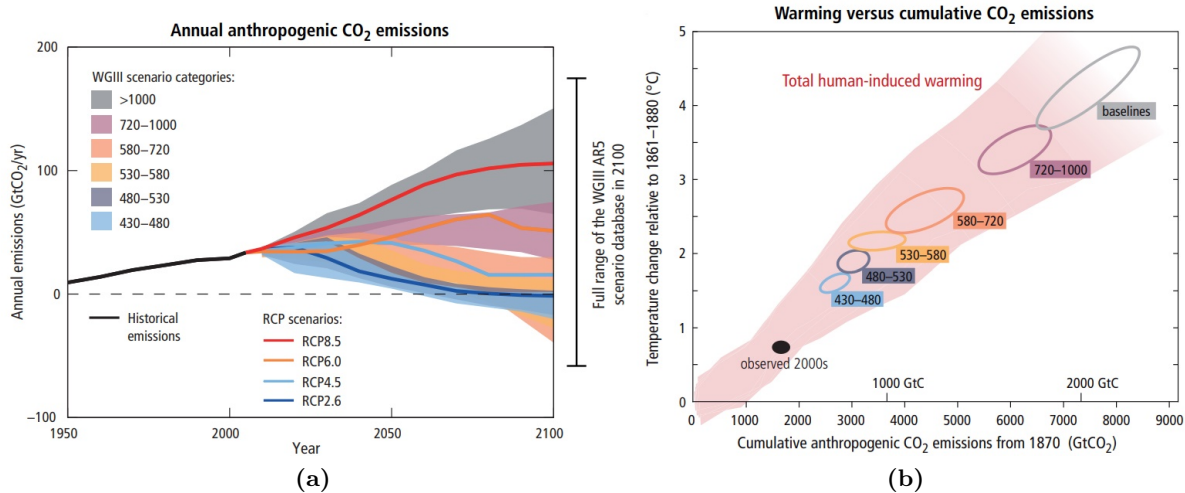 Annual anthropogenic CO₂ emissions
200
100
0
−100
Annual emissions (GtCO₂/yr)
WGIII scenario categories:
>1000
720−1000
580−720
530−580
480−530
430−480
Historical
emissions
RCP scenarios:
RCP8.5
RCP6.0
RCP4.5
RCP2.6
1950
2000
2050
2100
Year
Full range of the WGIII AR5
scenario database in 2100
(a)
Warming versus cumulative CO₂ emissions
5
4
3
2
1
0
Temperature change relative to 1861–1880 (°C)
Total human-induced warming
baselines
720–1000
580–720
530–580
480–530
430–480
observed 2000s
1000 GtC
2000 GtC
0
1000
2000
3000
4000
5000
6000
7000
8000
9000
Cumulative anthropogenic CO₂ emissions from 1870 (GtCO₂)
(b)